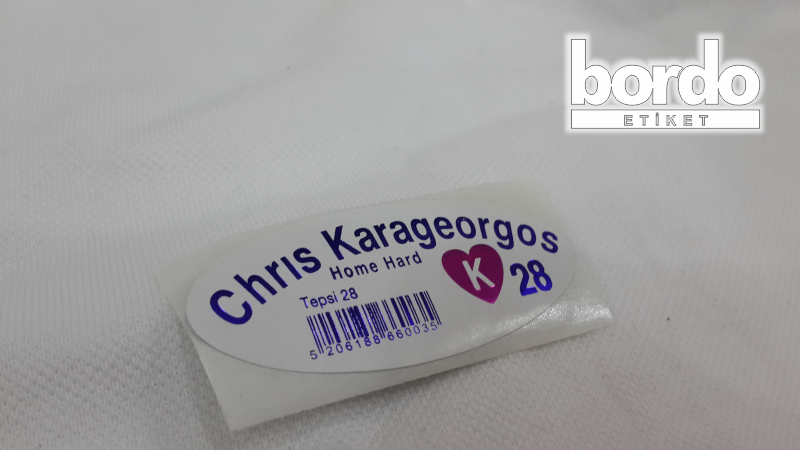 bordo
ETİKET
Chris Karageorgos
Home Hard
K
28
Tepsi 28
5 206188 660035